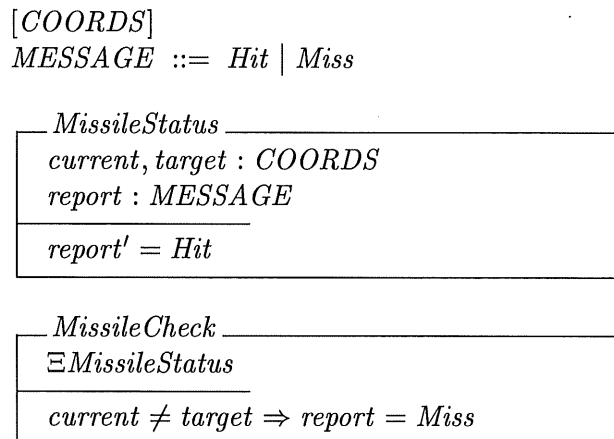 [COORDS]
MESSAGE ::= Hit | Miss
MissileStatus
current, target : COORDS
report : MESSAGE
report′ = Hit
MissileCheck
ΞMissileStatus
current ≠ target ⇒ report = Miss